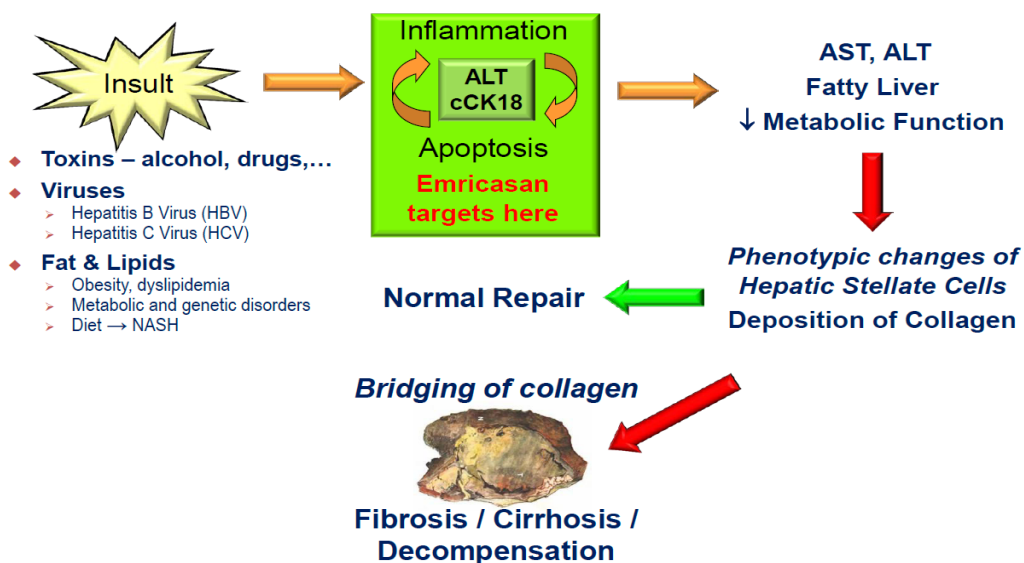 Insult
Toxins – alcohol, drugs,…
Viruses
Hepatitis B Virus (HBV)
Hepatitis C Virus (HCV)
Fat & Lipids
Obesity, dyslipidemia
Metabolic and genetic disorders
Diet → NASH
Inflammation
ALT
cCK18
Apoptosis
Emricasan
targets here
AST, ALT
Fatty Liver
↓ Metabolic Function
Phenotypic changes of
Hepatic Stellate Cells
Deposition of Collagen
Normal Repair
Bridging of collagen
Fibrosis / Cirrhosis /
Decompensation